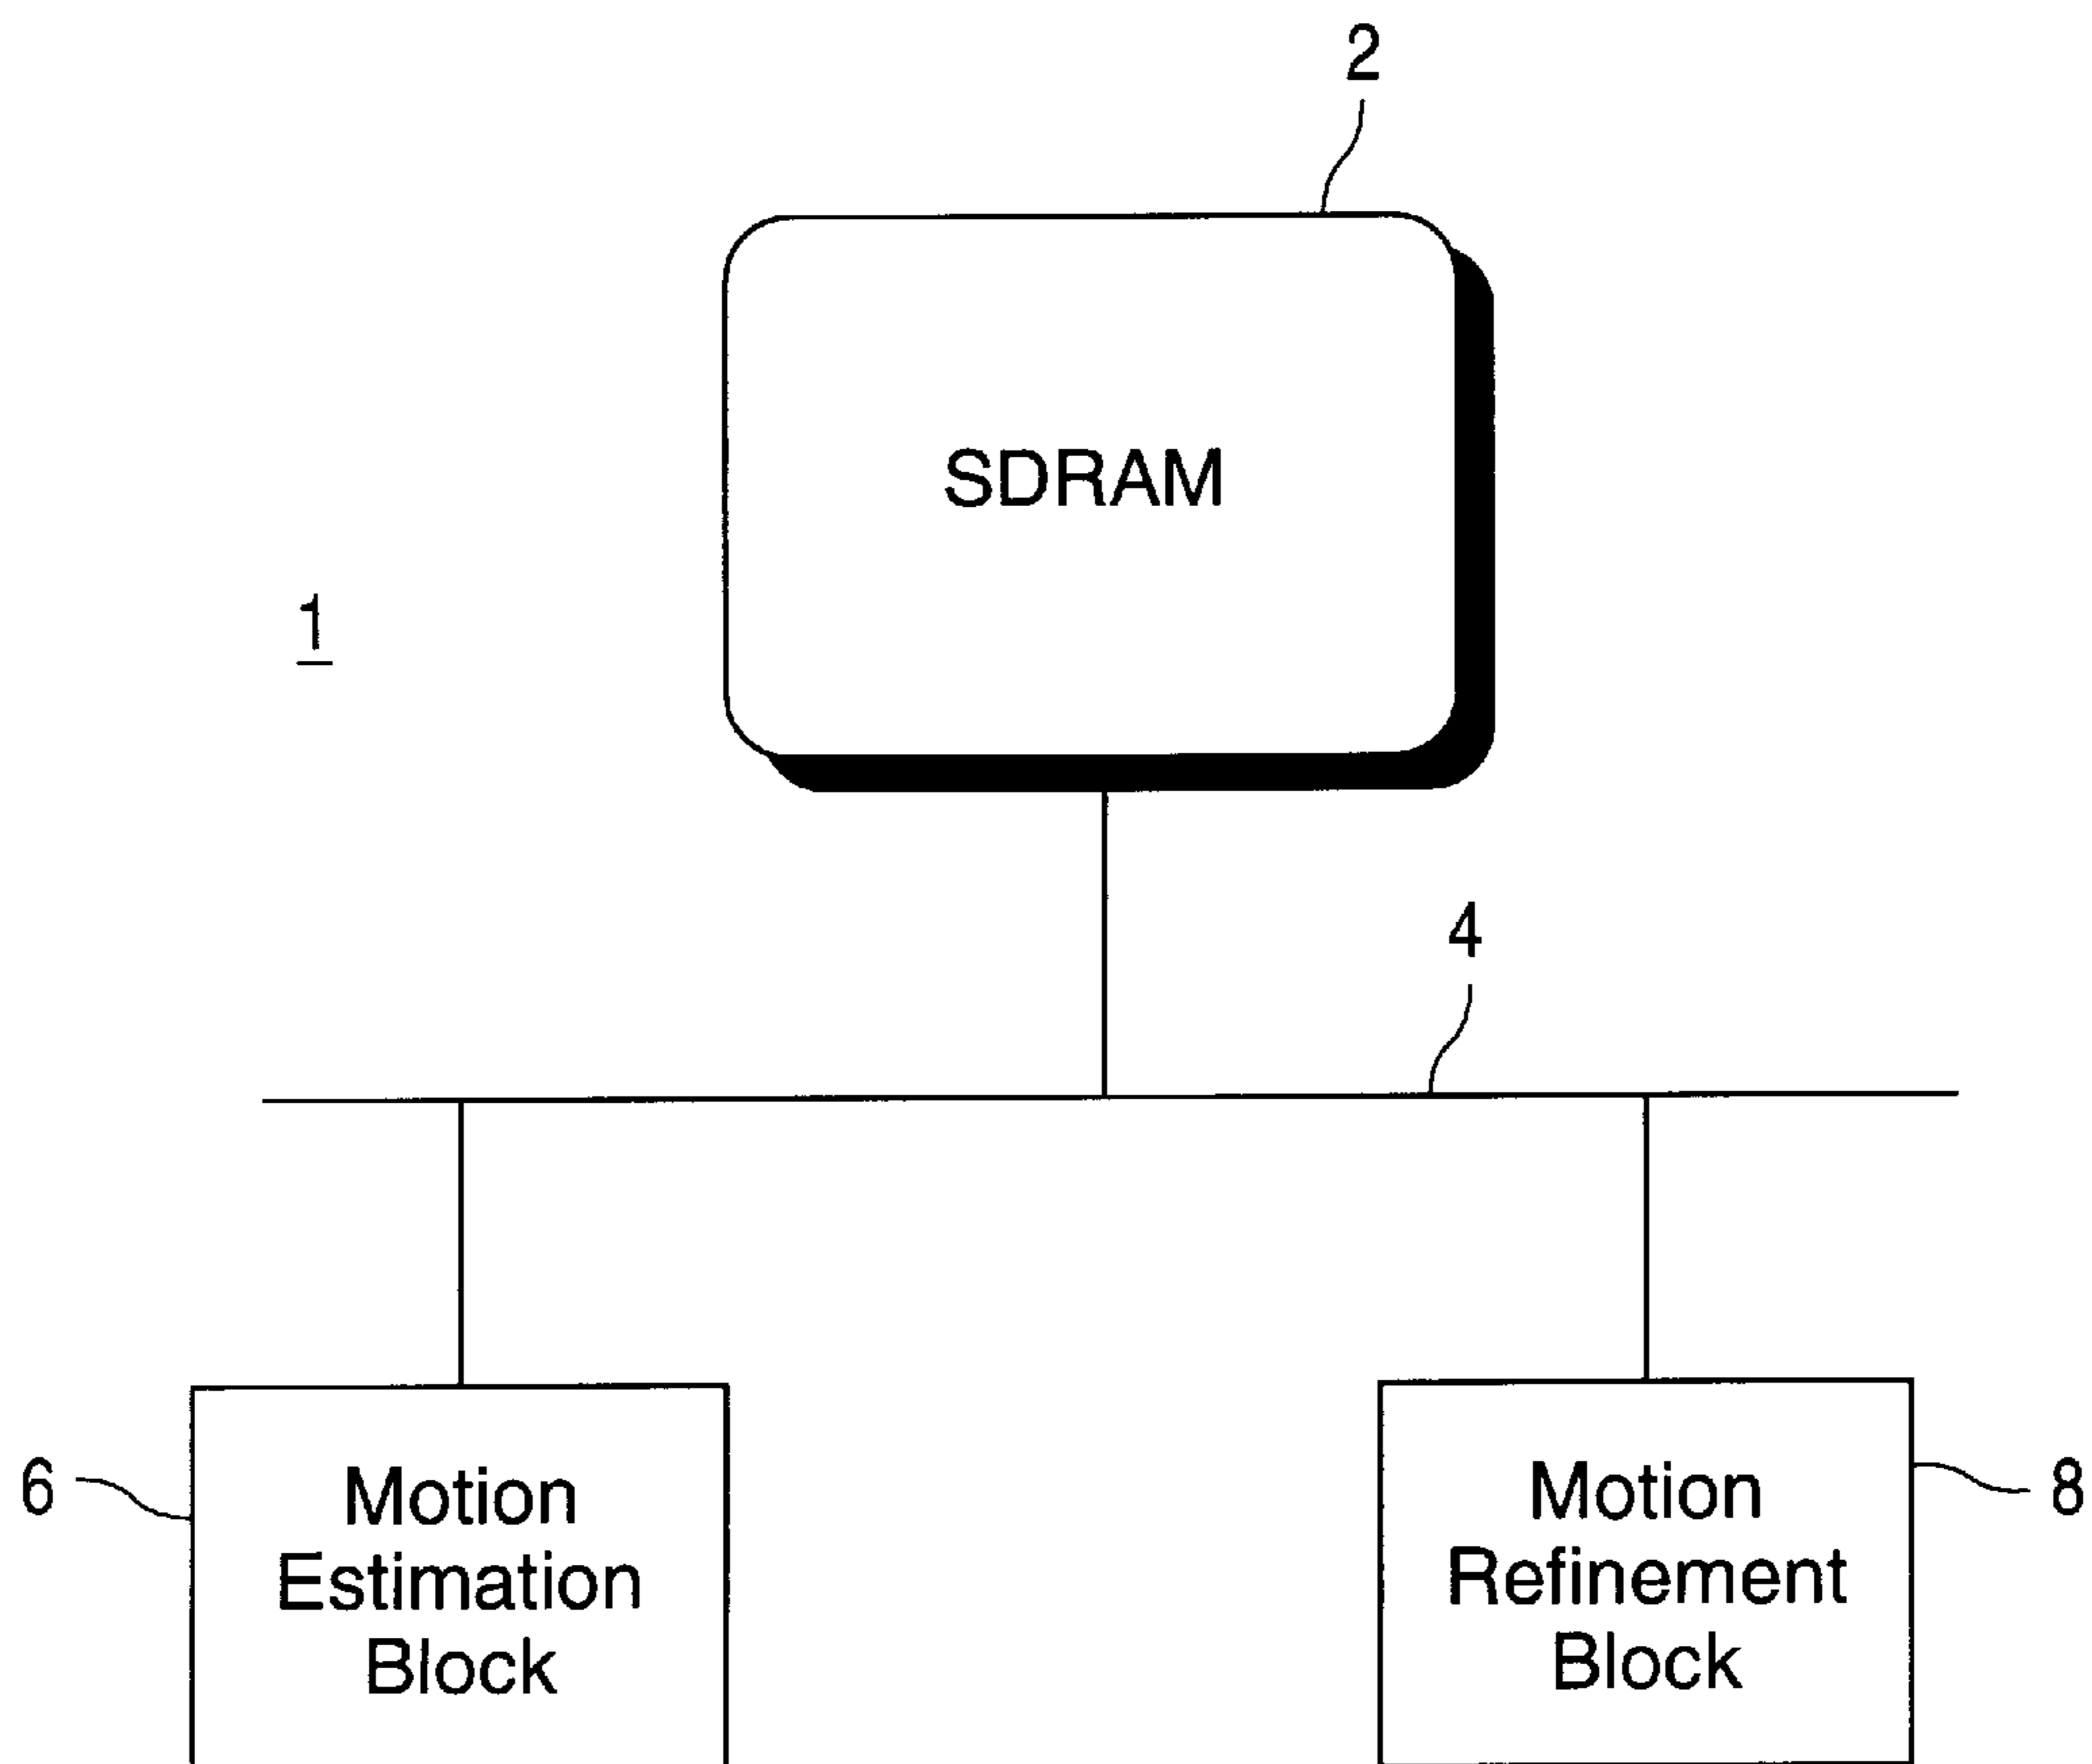 2
SDRAM
1
4
6
Motion
Estimation
Block
Motion
Refinement
Block
8